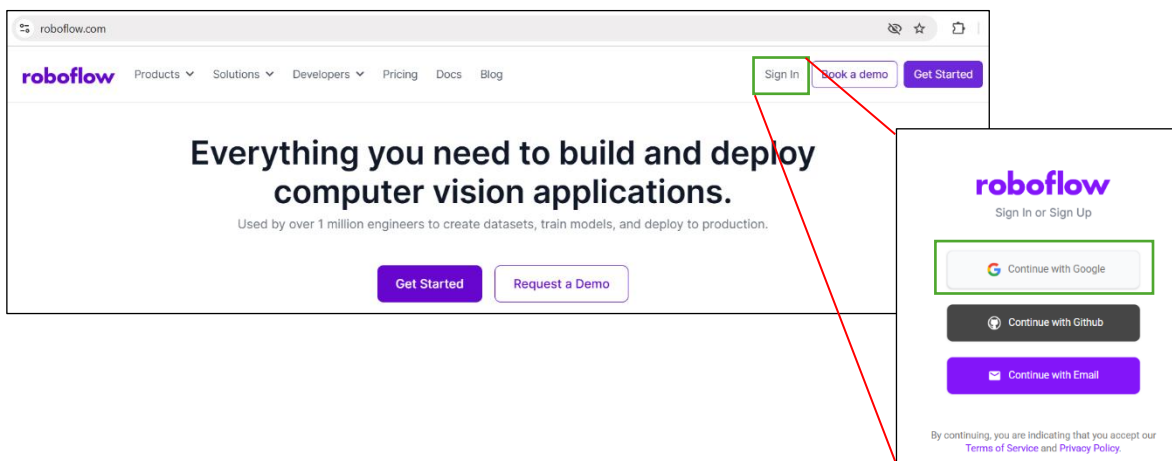 roboflow.com
roboflow Products Solutions Developers Pricing Docs Blog Sign In Book a demo Get Started
Everything you need to build and deploy
computer vision applications.
Used by over 1 million engineers to create datasets, train models, and deploy to production.
Get Started Request a Demo
roboflow
Sign In or Sign Up
Continue with Google
Continue with Github
Continue with Email
By continuing, you are indicating that you accept our
Terms of Service and Privacy Policy.